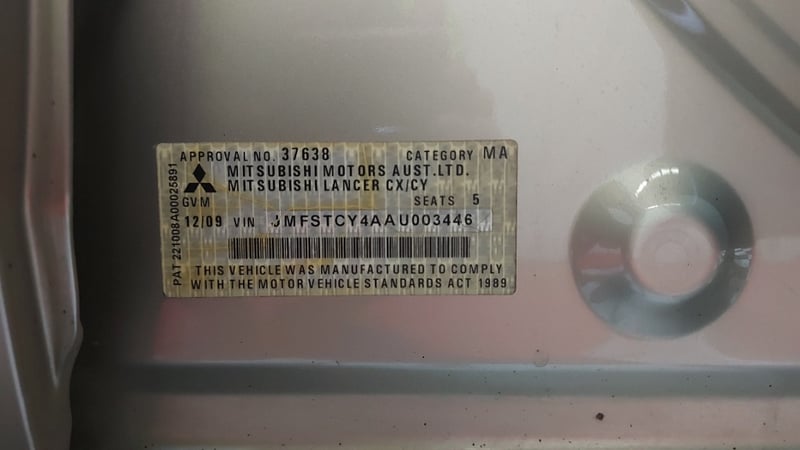 APPROVAL NO. 37638 CATEGORY MA
MITSUBISHI MOTORS AUST.LTD.
MITSUBISHI LANCER CX/CY
GVM SEATS 5
12/09 VIN JMFSTCY4AAU003446
THIS VEHICLE WAS MANUFACTURED TO COMPLY
WITH THE MOTOR VEHICLE STANDARDS ACT 1989
PAT 221008A00025891